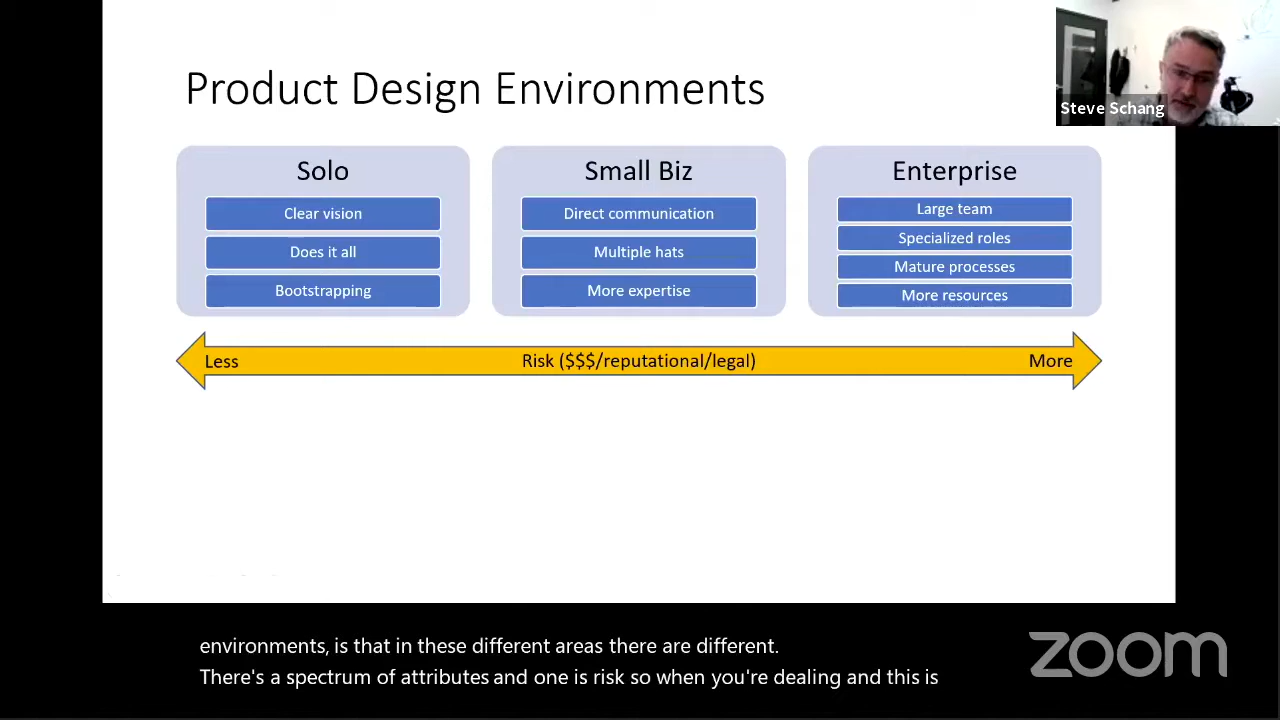 Product Design Environments
Steve Schang
Solo
Clear vision
Does it all
Bootstrapping
Small Biz
Direct communication
Multiple hats
More expertise
Enterprise
Large team
Specialized roles
Mature processes
More resources
Less
Risk ($$$/reputational/legal)
More
environments, is that in these different areas there are different.
There's a spectrum of attributes and one is risk so when you're dealing and this is
zoom